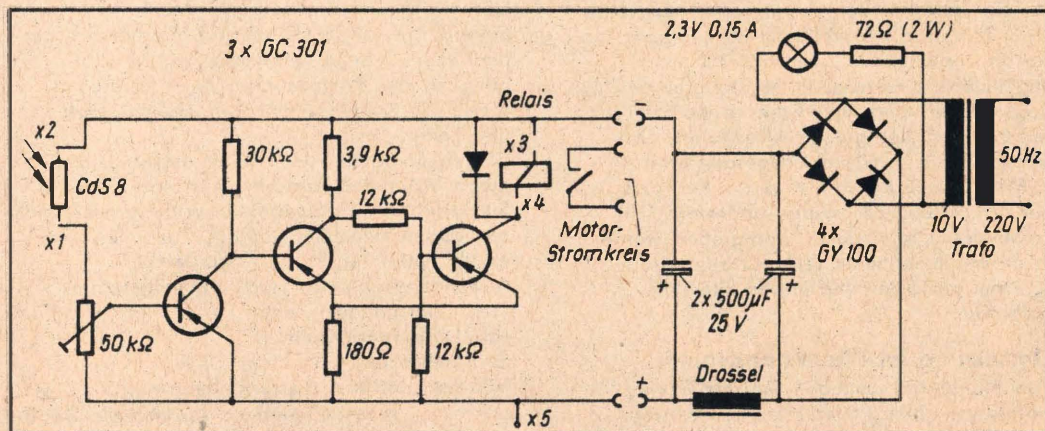 3 x GC 301
2,3V 0,15A
72Ω (2W)
Relais
–
x2
30kΩ
3,9kΩ
x3
CdS 8
12kΩ
x4
50Hz
x1
Motor-
Stromkreis
10V
220V
4x
GY 100
Trafo
+
+
2x 500µF
25 V
50kΩ
180Ω
12kΩ
Drossel
+
x5